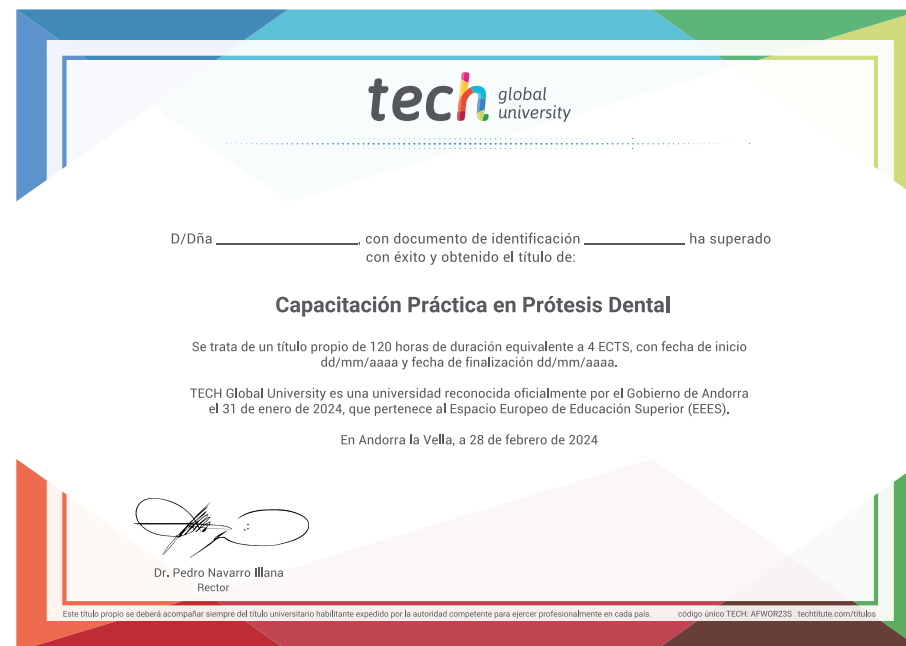 tech global university
D/Dña ________________, con documento de identificación ____________ ha superado
con éxito y obtenido el título de:
Capacitación Práctica en Prótesis Dental
Se trata de un título propio de 120 horas de duración equivalente a 4 ECTS, con fecha de inicio
dd/mm/aaaa y fecha de finalización dd/mm/aaaa.
TECH Global University es una universidad reconocida oficialmente por el Gobierno de Andorra
el 31 de enero de 2024, que pertenece al Espacio Europeo de Educación Superior (EEES).
En Andorra la Vella, a 28 de febrero de 2024
Dr. Pedro Navarro Illana
Rector
Este título propio se deberá acompañar siempre del título universitario habilitante expedido por la autoridad competente para ejercer profesionalmente en cada país. código único TECH: AFWOR23S techtitute.com/titulos